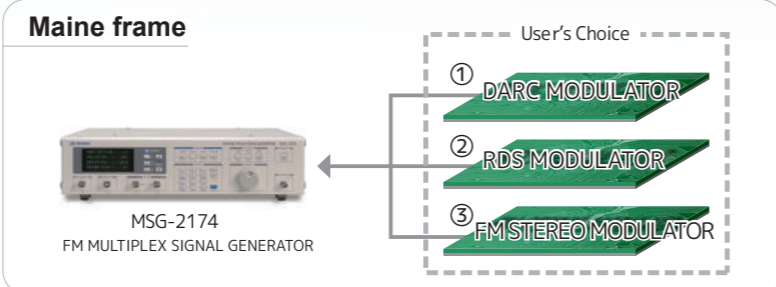 Maine frame
User's Choice
① DARC MODULATOR
② RDS MODULATOR
③ FM STEREO MODULATOR
MSG-2174
FM MULTIPLEX SIGNAL GENERATOR